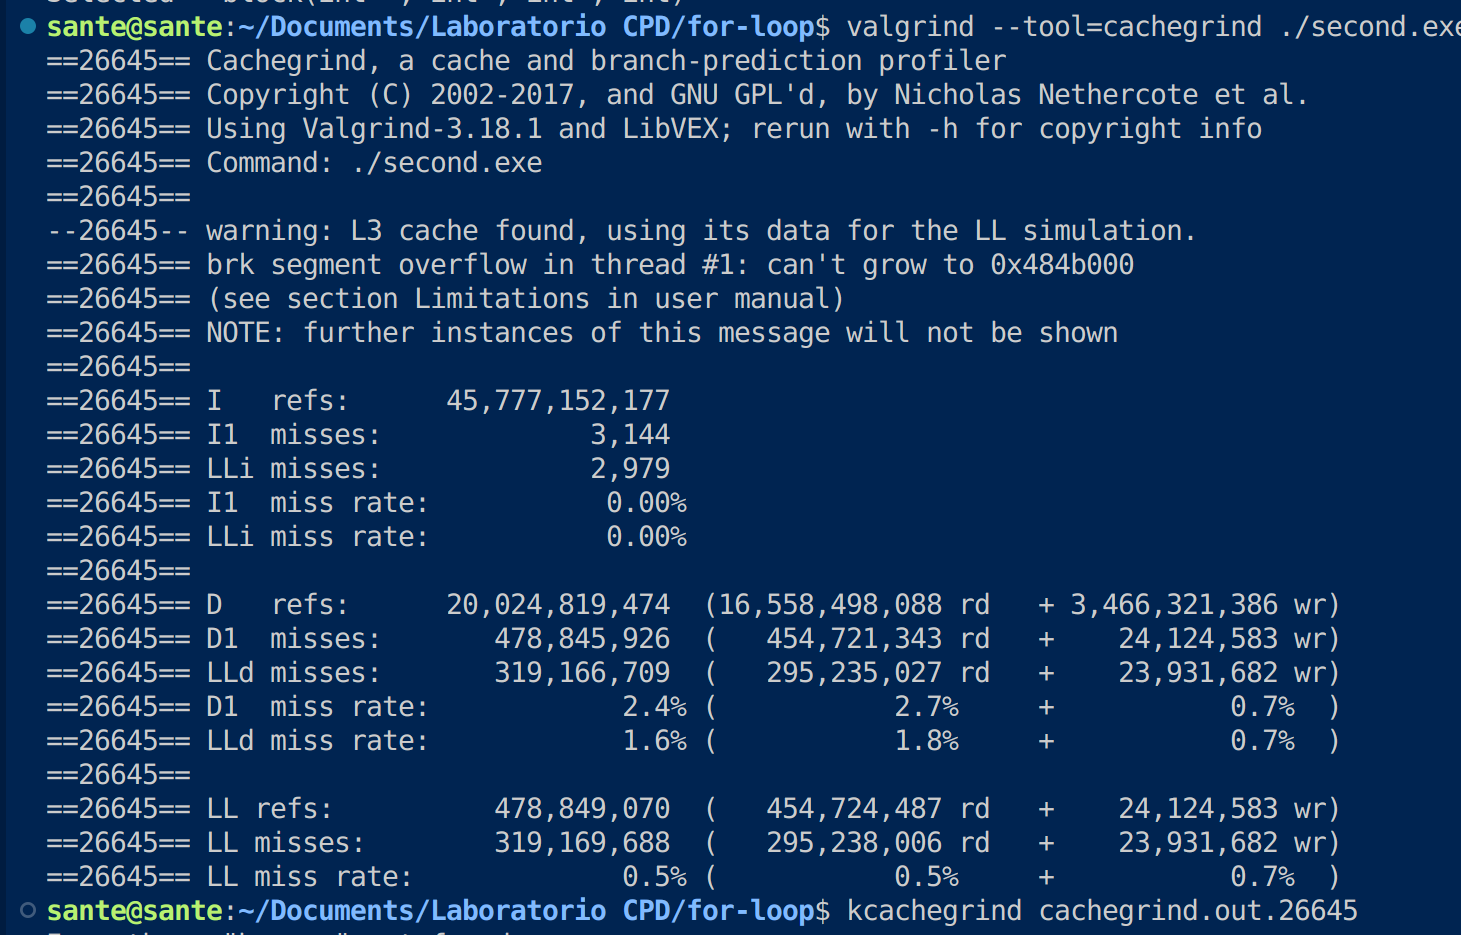 sante@sante:~/Documents/Laboratorio CPD/for-loop$ valgrind --tool=cachegrind ./second.exe
==26645== Cachegrind, a cache and branch-prediction profiler
==26645== Copyright (C) 2002-2017, and GNU GPL'd, by Nicholas Nethercote et al.
==26645== Using Valgrind-3.18.1 and LibVEX; rerun with -h for copyright info
==26645== Command: ./second.exe
==26645==
--26645-- warning: L3 cache found, using its data for the LL simulation.
==26645== brk segment overflow in thread #1: can't grow to 0x484b000
==26645== (see section Limitations in user manual)
==26645== NOTE: further instances of this message will not be shown
==26645==
==26645== I   refs:      45,777,152,177
==26645== I1  misses:             3,144
==26645== LLi misses:             2,979
==26645== I1  miss rate:           0.00%
==26645== LLi miss rate:           0.00%
==26645==
==26645== D   refs:      20,024,819,474  (16,558,498,088 rd   + 3,466,321,386 wr)
==26645== D1  misses:       478,845,926  (   454,721,343 rd   +    24,124,583 wr)
==26645== LLd misses:       319,166,709  (   295,235,027 rd   +    23,931,682 wr)
==26645== D1  miss rate:            2.4% (           2.7%     +           0.7%  )
==26645== LLd miss rate:            1.6% (           1.8%     +           0.7%  )
==26645==
==26645== LL refs:          478,849,070  (   454,724,487 rd   +    24,124,583 wr)
==26645== LL misses:        319,169,688  (   295,238,006 rd   +    23,931,682 wr)
==26645== LL miss rate:             0.5% (           0.5%     +           0.7%  )
sante@sante:~/Documents/Laboratorio CPD/for-loop$ kcachegrind cachegrind.out.26645